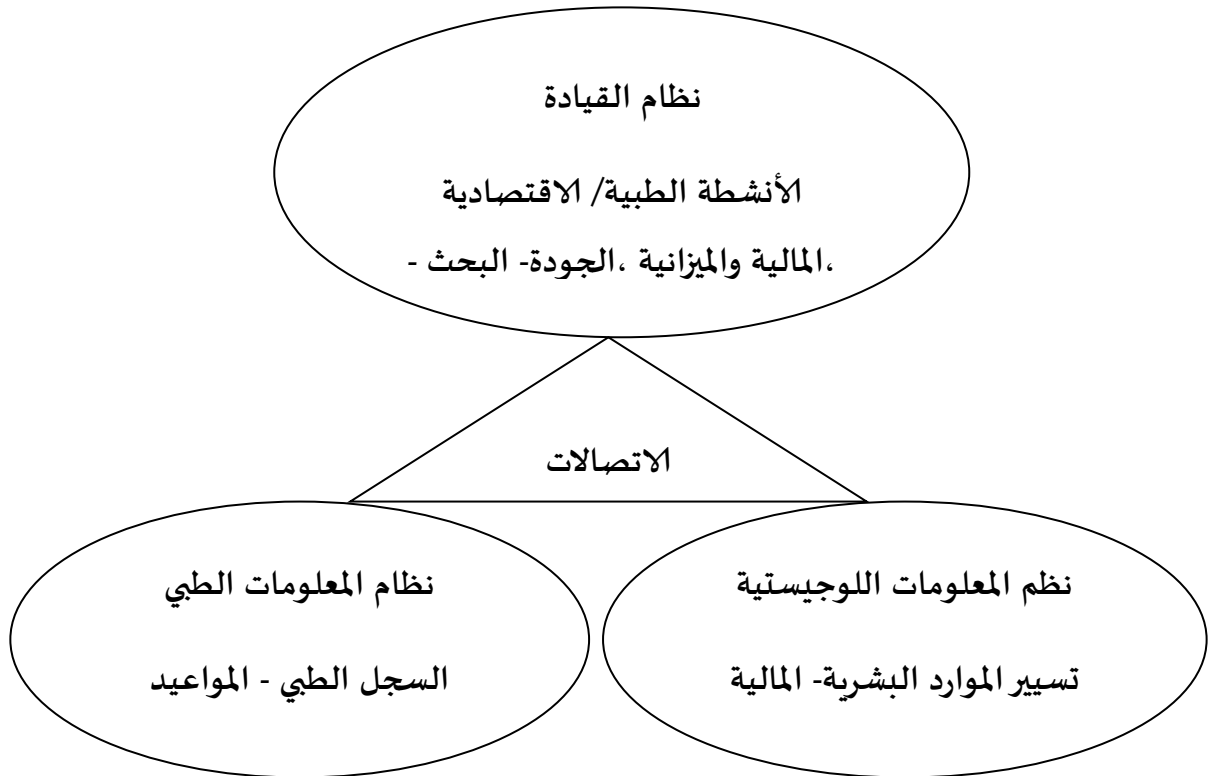 نظام القيادة
الأنشطة الطبية/ الاقتصادية
،المالية والميزانية ،الجودة- البحث -
الاتصالات
نظم المعلومات اللوجيستية
تسيير الموارد البشرية- المالية
نظام المعلومات الطبي
السجل الطبي - المواعيد